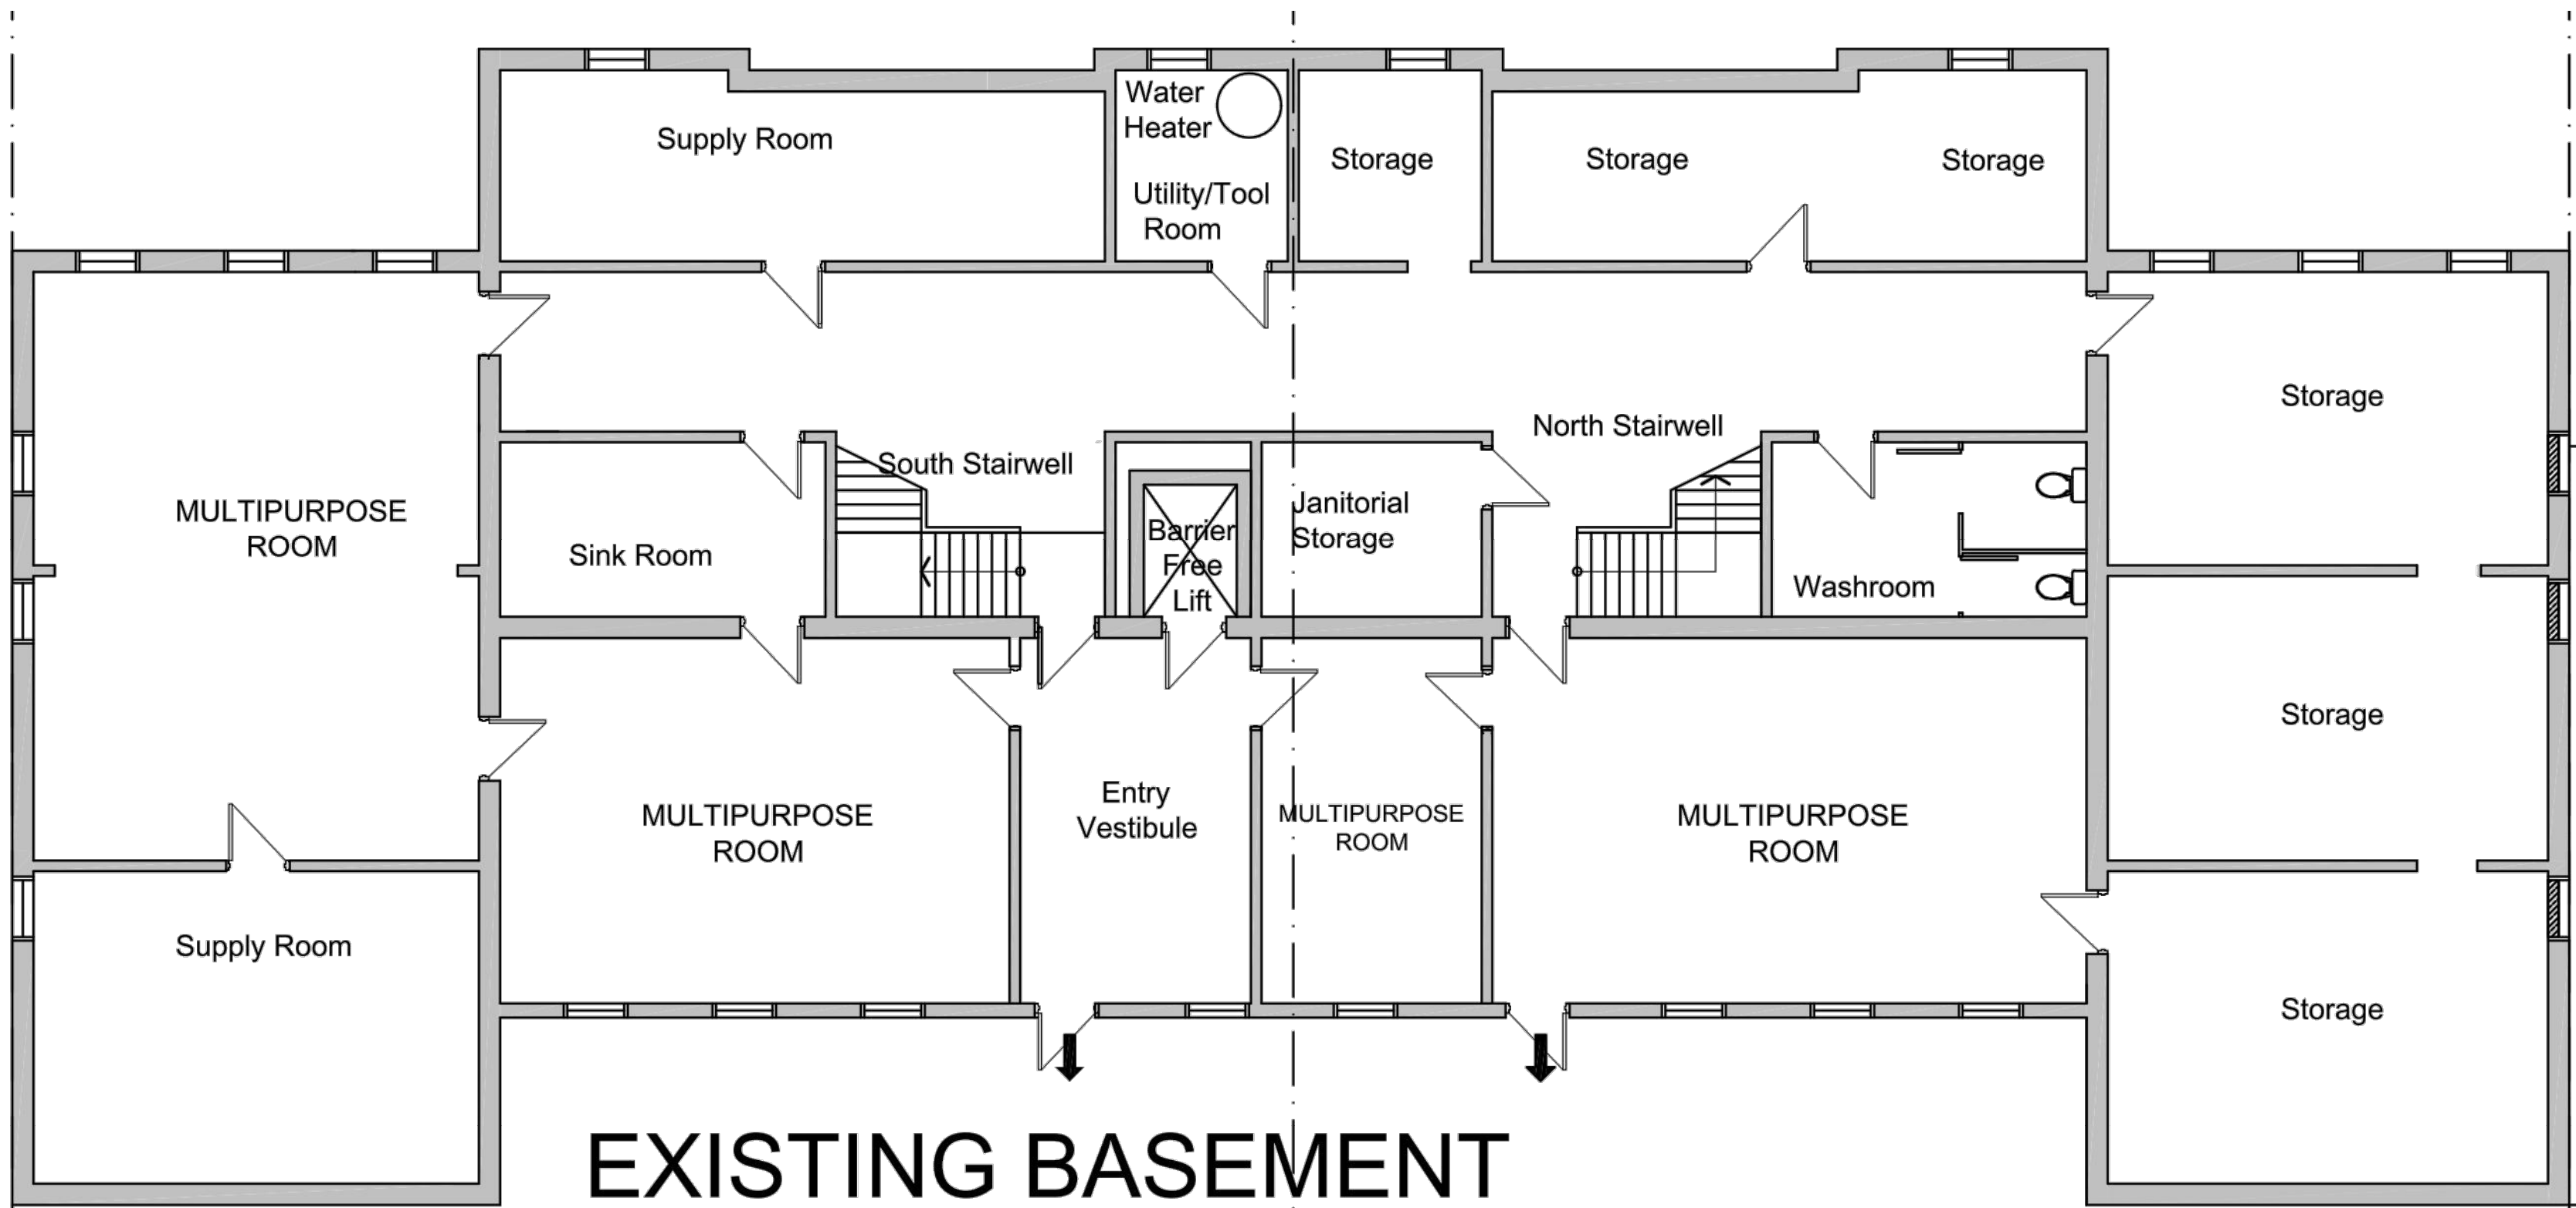 Water
Heater
Supply Room
Utility/Tool
Room
Storage
Storage
Storage
Storage
North Stairwell
South Stairwell
MULTIPURPOSE
ROOM
Sink Room
Barrier
Free
Lift
Janitorial
Storage
Washroom
Storage
MULTIPURPOSE
ROOM
Entry
Vestibule
MULTIPURPOSE
ROOM
MULTIPURPOSE
ROOM
Supply Room
Storage
EXISTING BASEMENT